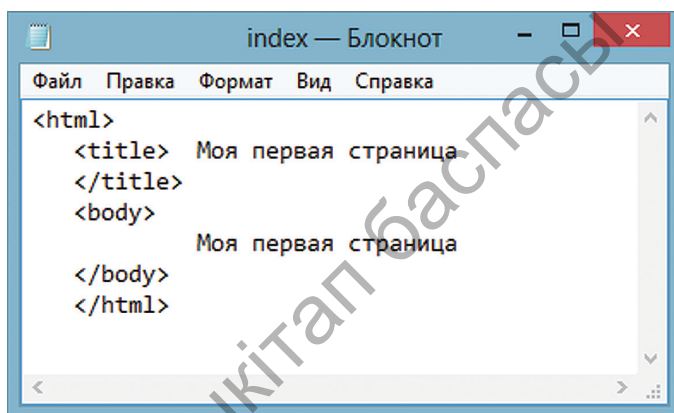 index — Блокнот
Файл Правка Формат Вид Справка
<html>
<title> Моя первая страница
</title>
<body>
Моя первая страница
</body>
</html>
кітап баспасы